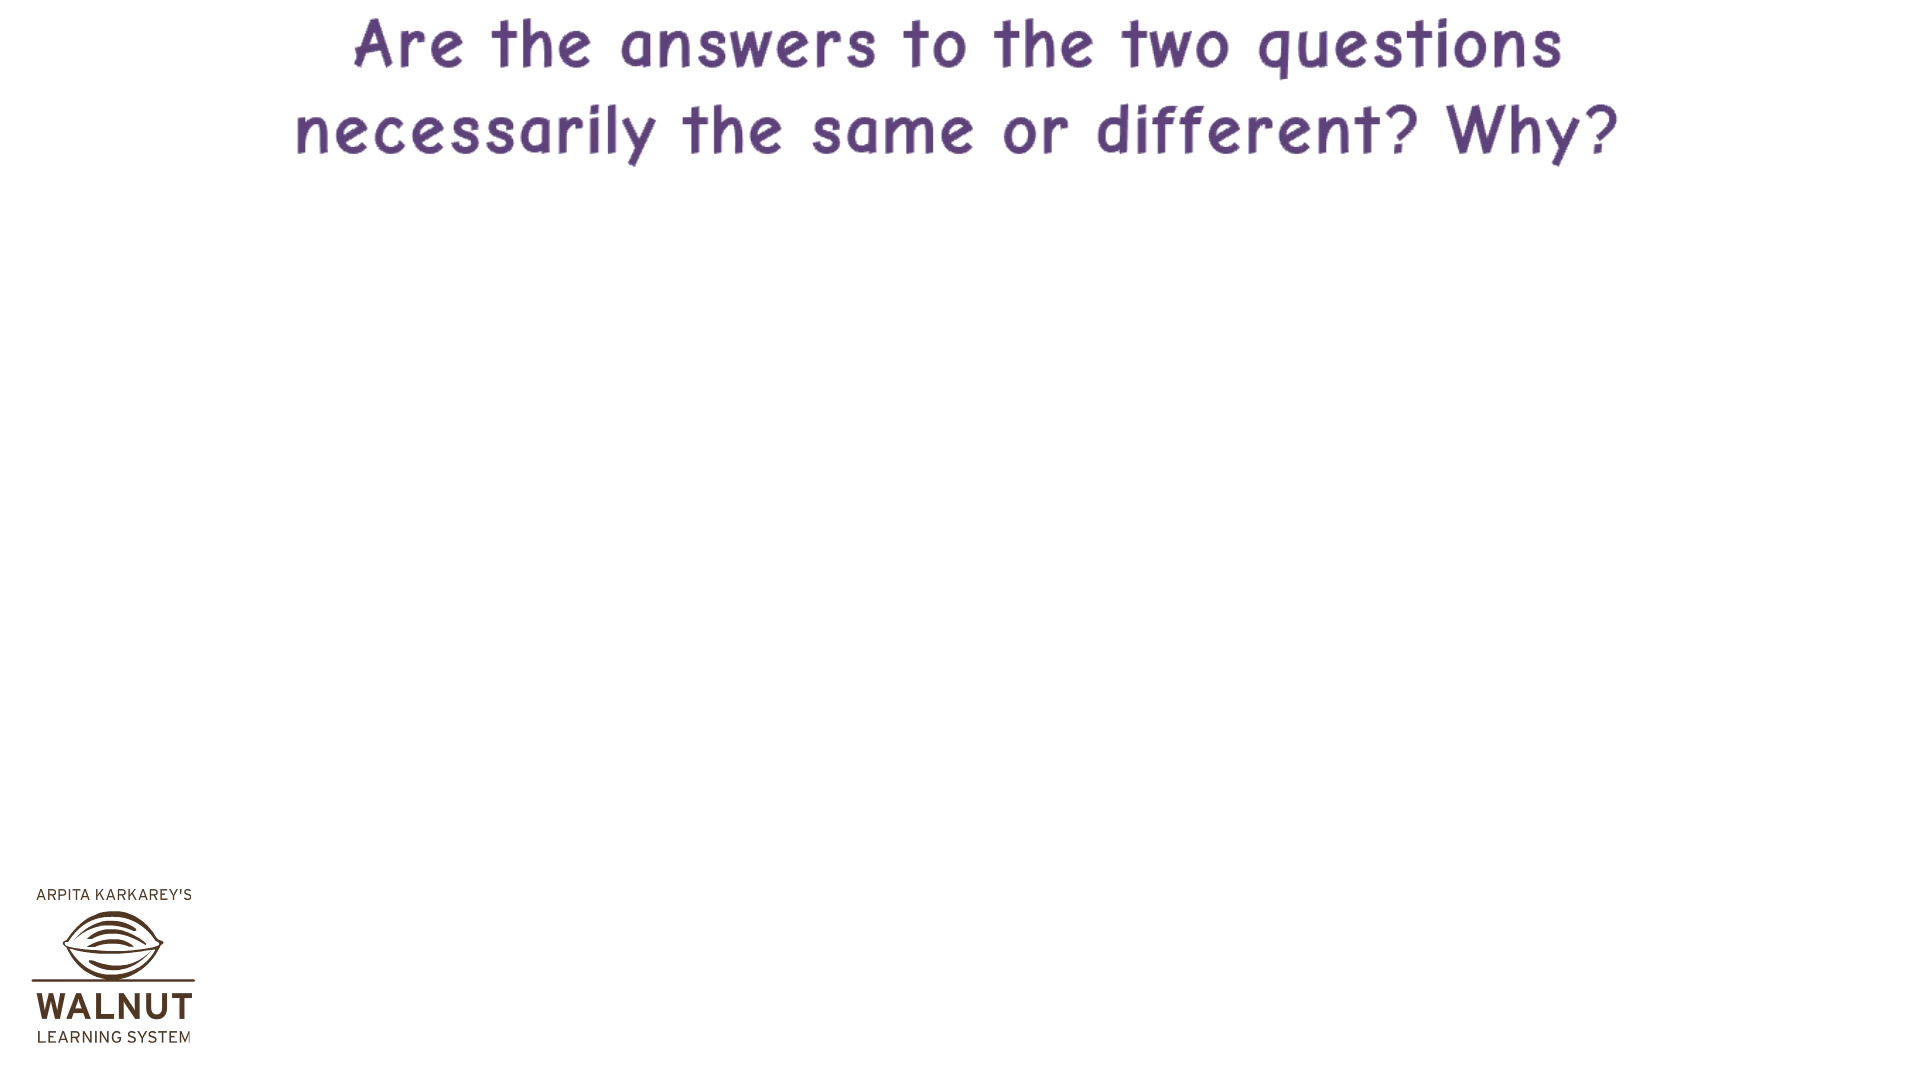 Are the answers to the two questions
necessarily the same or different? Why?
ARPITA KARKAREY'S
WALNUT
LEARNING SYSTEM